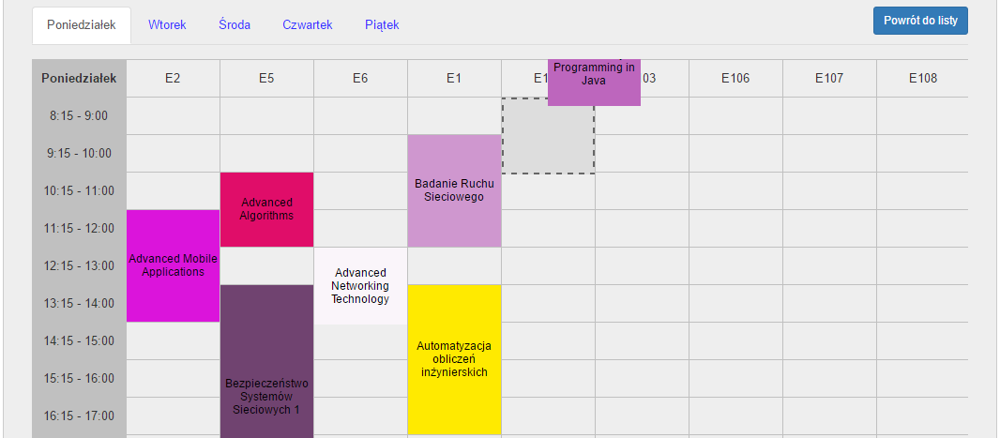 Poniedziałek Wtorek Środa Czwartek Piątek Powrót do listy
Poniedziałek E2 E5 E6 E1 E1 03 E106 E107 E108
Programming in
Java
8:15 - 9:00
9:15 - 10:00
Badanie Ruchu
Sieciowego
10:15 - 11:00
Advanced
Algorithms
11:15 - 12:00
Advanced Mobile
Applications
12:15 - 13:00
Advanced
Networking
Technology
13:15 - 14:00
14:15 - 15:00
Automatyzacja
obliczeń
inżynierskich
15:15 - 16:00
Bezpieczeństwo
Systemów
Sieciowych 1
16:15 - 17:00